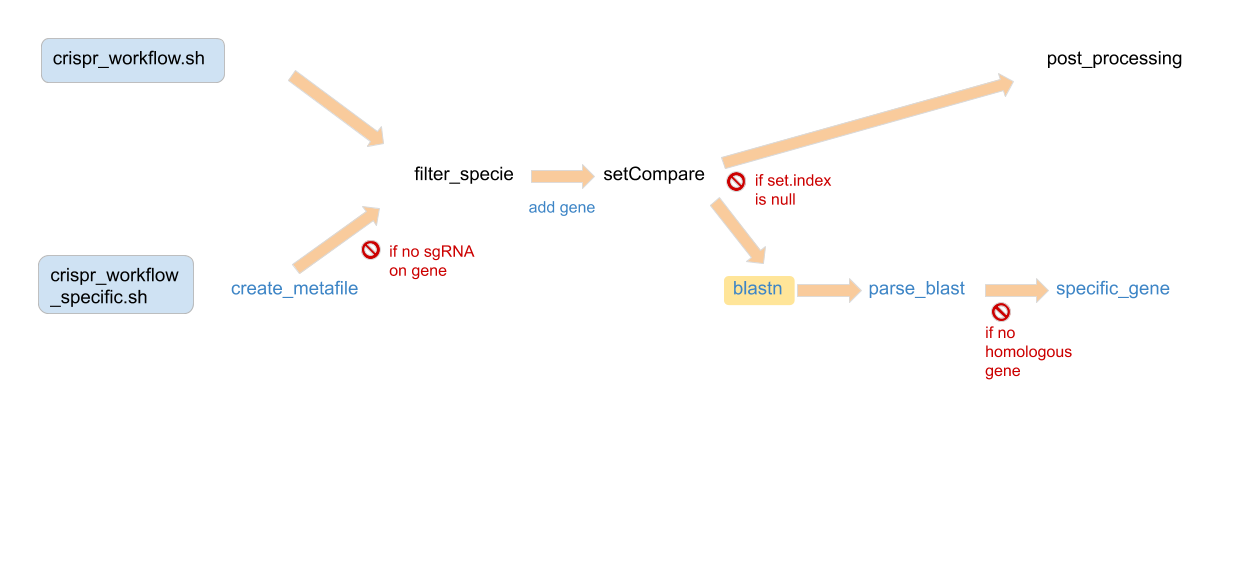 crispr_workflow.sh
post_processing
filter_specie
setCompare
add gene
if set.index
is null
if no sgRNA
on gene
crispr_workflow
_specific.sh
create_metafile
blastn
parse_blast
specific_gene
if no
homologous
gene